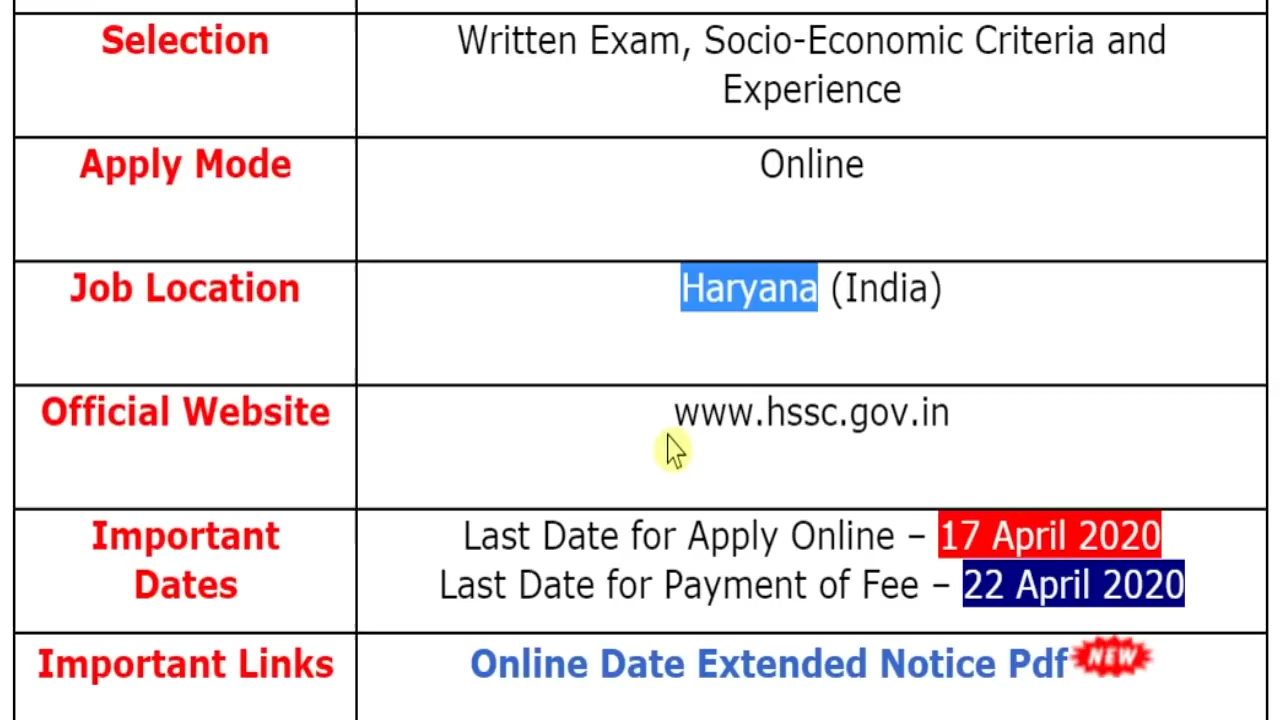 Selection
Written Exam, Socio-Economic Criteria and
Experience
Apply Mode
Online
Job Location
Haryana (India)
Official Website
www.hssc.gov.in
Important
Dates
Last Date for Apply Online – 17 April 2020
Last Date for Payment of Fee – 22 April 2020
Important Links
Online Date Extended Notice Pdf NEW